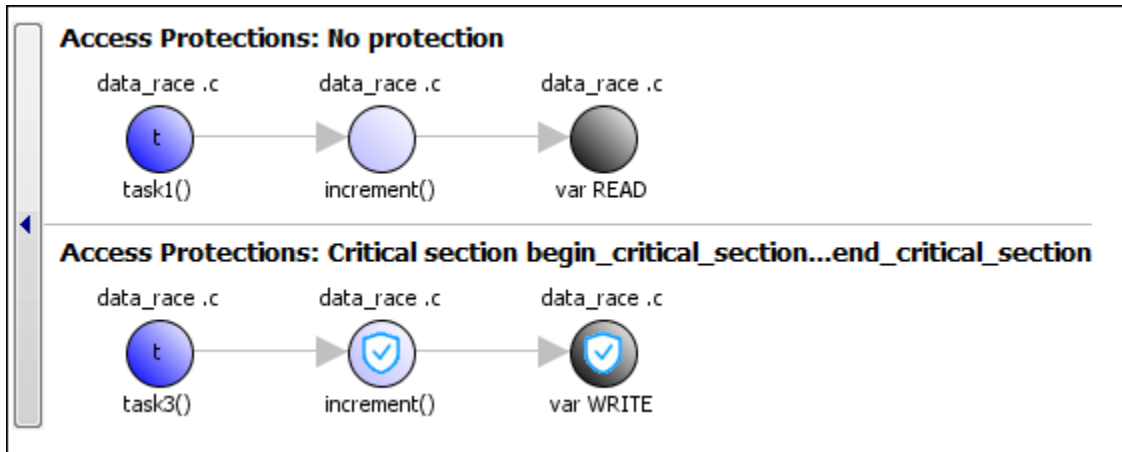 Access Protections: No protection
data_race .c data_race .c data_race .c
t
task1() increment() var READ
Access Protections: Critical section begin_critical_section...end_critical_section
data_race .c data_race .c data_race .c
t
task3() increment() var WRITE